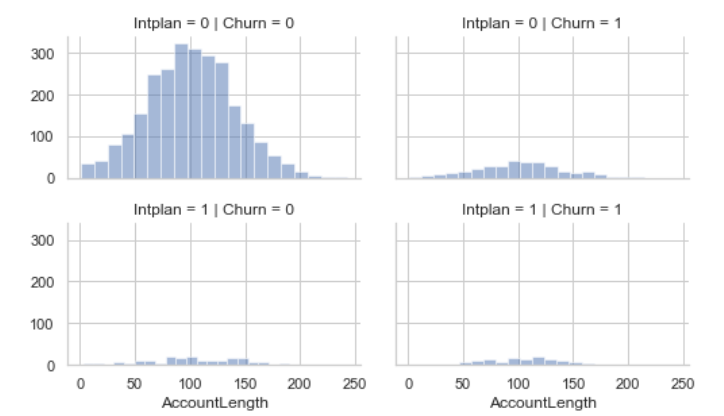 Intplan = 0 | Churn = 0
Intplan = 0 | Churn = 1
300
200
100
0
Intplan = 1 | Churn = 0
Intplan = 1 | Churn = 1
300
200
100
0
0 50 100 150 200 250
0 50 100 150 200 250
AccountLength
AccountLength